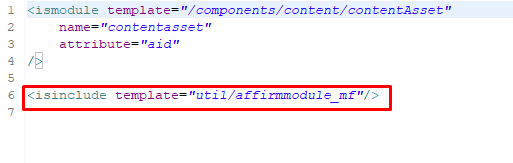 1 <ismodule template="/components/content/contentAsset"
2     name="contentasset"
3     attribute="aid"
4 />
5
6 <isinclude template="util/affirmmodule_mf"/>
7